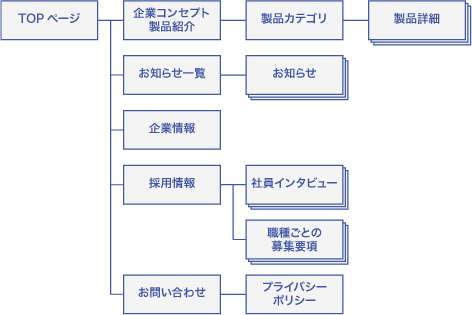 TOPページ
企業コンセプト
製品紹介
製品カテゴリ
製品詳細
お知らせ一覧
お知らせ
企業情報
採用情報
社員インタビュー
職種ごとの
募集要項
お問い合わせ
プライバシー
ポリシー